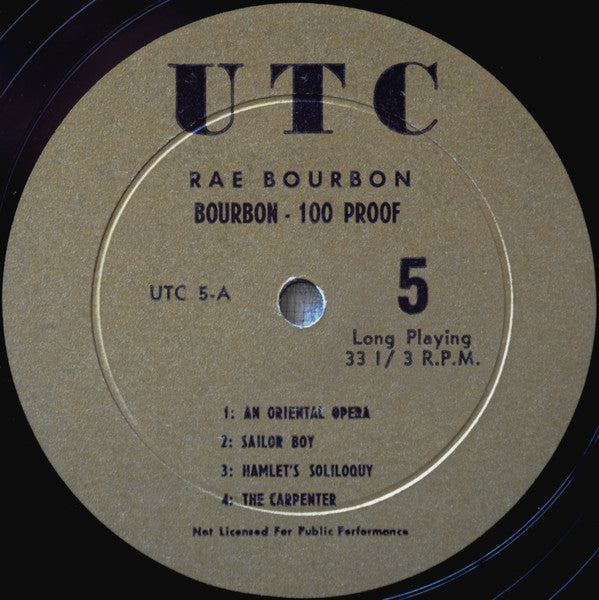 UTC
RAE BOURBON
BOURBON - 100 PROOF
UTC 5-A
5
Long Playing
33 1/3 R.P.M.
1: AN ORIENTAL OPERA
2: SAILOR BOY
3: HAMLET'S SOLILOQUY
4: THE CARPENTER
Not Licensed For Public Performance